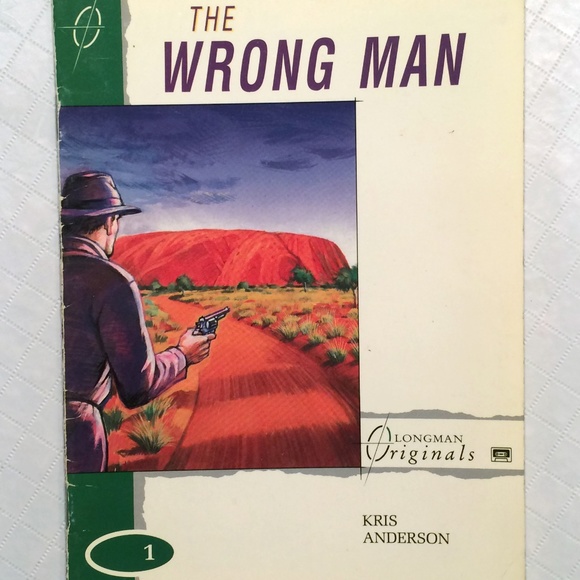 THE
WRONG MAN
LONGMAN
Originals
KRIS
ANDERSON
1